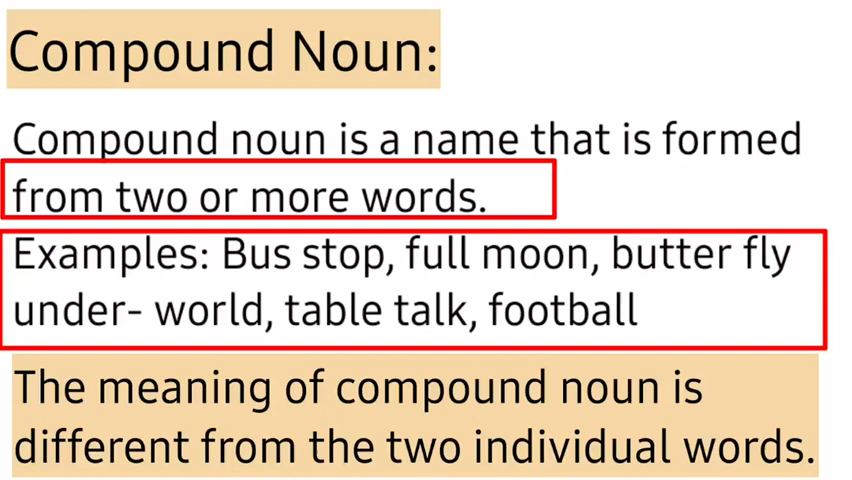 Compound Noun:
Compound noun is a name that is formed
from two or more words.
Examples: Bus stop, full moon, butter fly
under- world, table talk, football
The meaning of compound noun is
different from the two individual words.